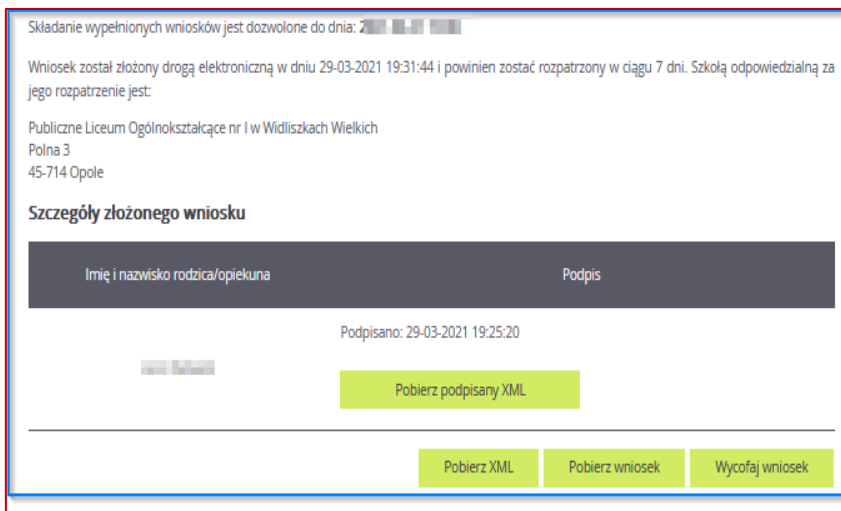 Składanie wypełnionych wniosków jest dozwolone do dnia:
Wniosek został złożony drogą elektroniczną w dniu 29-03-2021 19:31:44 i powinien zostać rozpatrzony w ciągu 7 dni. Szkołą odpowiedzialną za
jego rozpatrzenie jest:
Publiczne Liceum Ogólnokształcące nr I w Widliszkach Wielkich
Polna 3
45-714 Opole
Szczegóły złożonego wniosku
Imię i nazwisko rodzica/opiekuna Podpis
Podpisano: 29-03-2021 19:25:20
Pobierz podpisany XML
Pobierz XML Pobierz wniosek Wycofaj wniosek